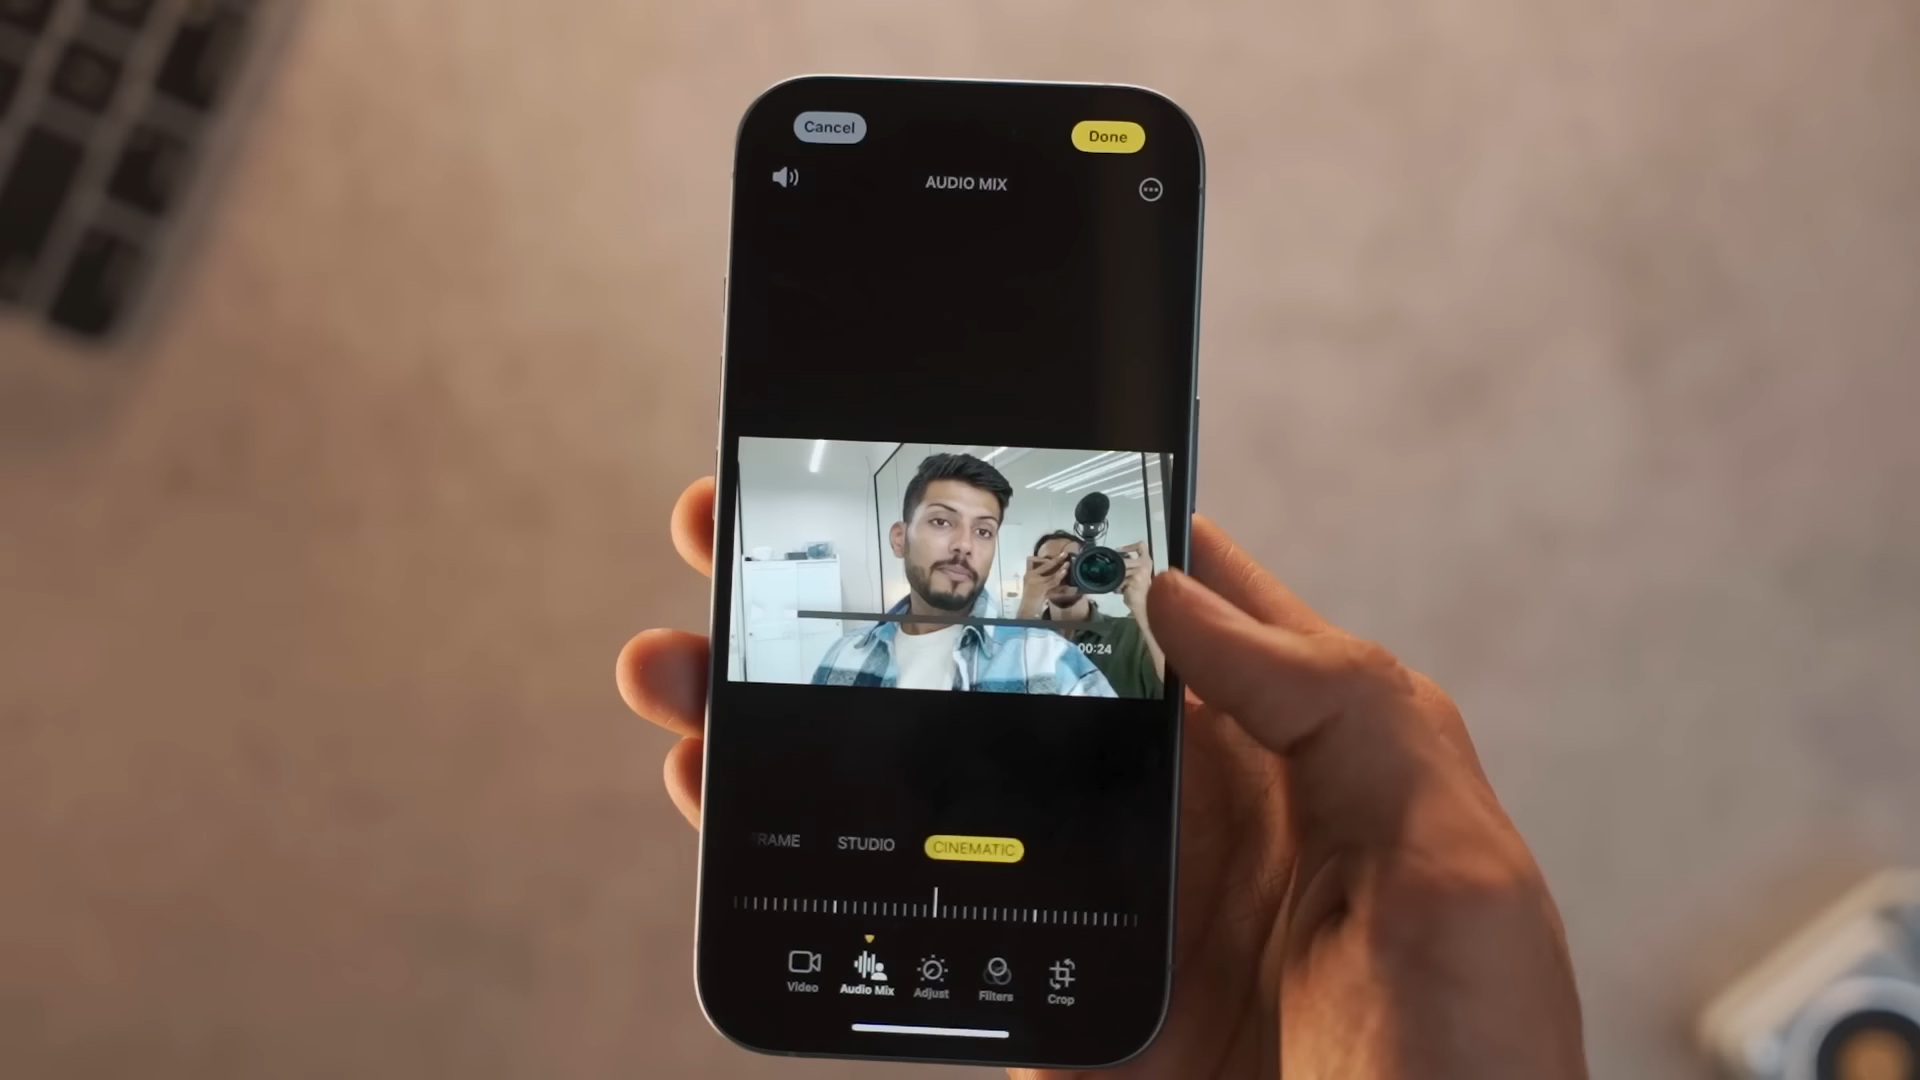 Cancel
Done
AUDIO MIX
00:24
STUDIO
CINEMATIC
Video
Audio Mix
Adjust
Filters
Crop